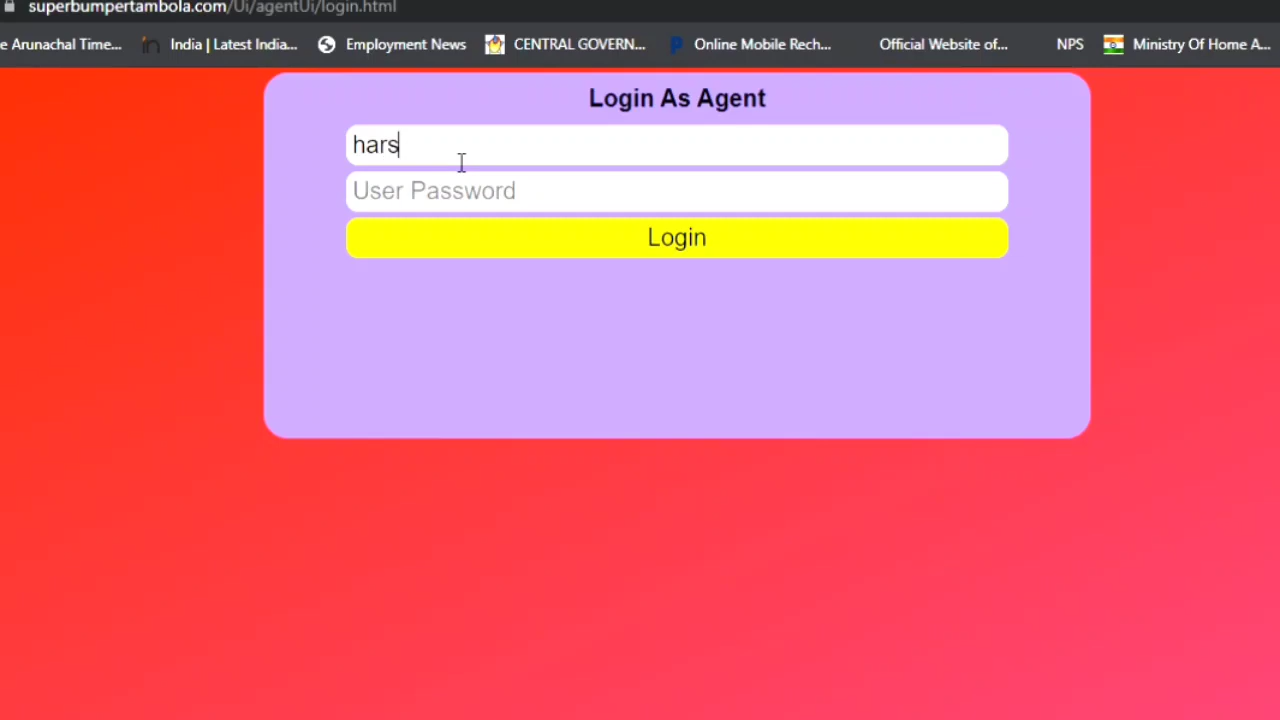 superbumpertambola.com/Ui/agentUi/login.html
e Arunachal Time... India | Latest India... Employment News CENTRAL GOVERN... Online Mobile Rech... Official Website of... NPS Ministry Of Home A...
Login As Agent
hars
User Password
Login